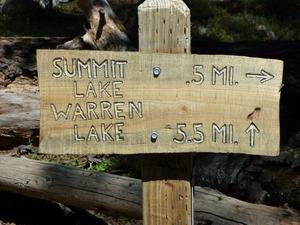 SUMMIT
LAKE .5 MI. →
WARREN
LAKE 5.5 MI. ↑